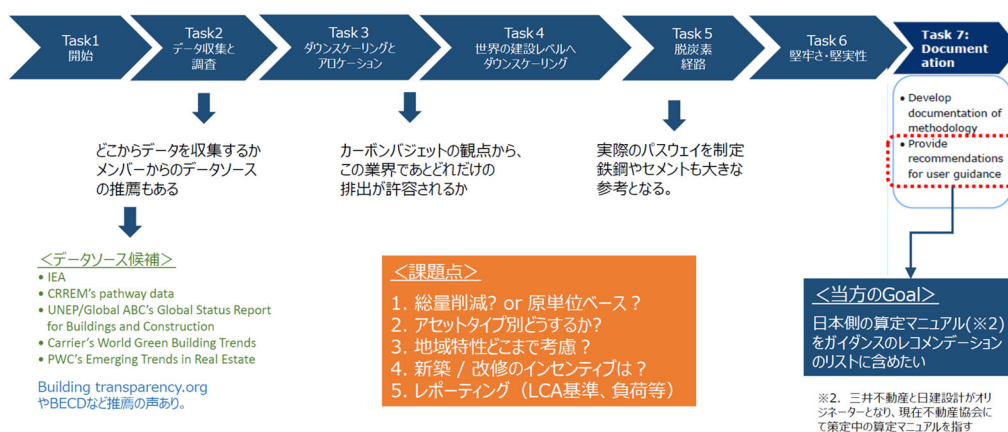 Task1
開始
Task2
データ収集と
調査
Task 3
ダウンスケーリングと
アロケーション
Task 4
世界の建設レベルへ
ダウンスケーリング
Task 5
脱炭素
経路
Task 6
堅牢さ・堅実性
Task 7:
Document
ation
• Develop
documentation of
methodology
• Provide
recommendations
for user guidance
どこからデータを収集するか
メンバーからのデータソース
の推薦もある
カーボンバジェットの観点から、
この業界であとどれだけの
排出が許容されるか
実際のパスウェイを制定
鉄鋼やセメントも大きな
参考となる。
<データソース候補>
• IEA
• CRREM's pathway data
• UNEP/Global ABC's Global Status Report
for Buildings and Construction
• Carrier's World Green Building Trends
• PWC's Emerging Trends in Real Estate
Building transparency.org
やBECDなど推薦の声あり。
<課題点>
1. 総量削減? or 原単位ベース？
2. アセットタイプ別どうするか?
3. 地域特性どこまで考慮？
4. 新築 / 改修のインセンティブは？
5. レポーティング（LCA基準、負荷等）
<当方のGoal>
日本側の算定マニュアル(※2)
をガイダンスのレコメンデーション
のリストに含めたい
※2. 三井不動産と日建設計がオリ
ジネーターとなり、現在不動産協会に
て策定中の算定マニュアルを指す